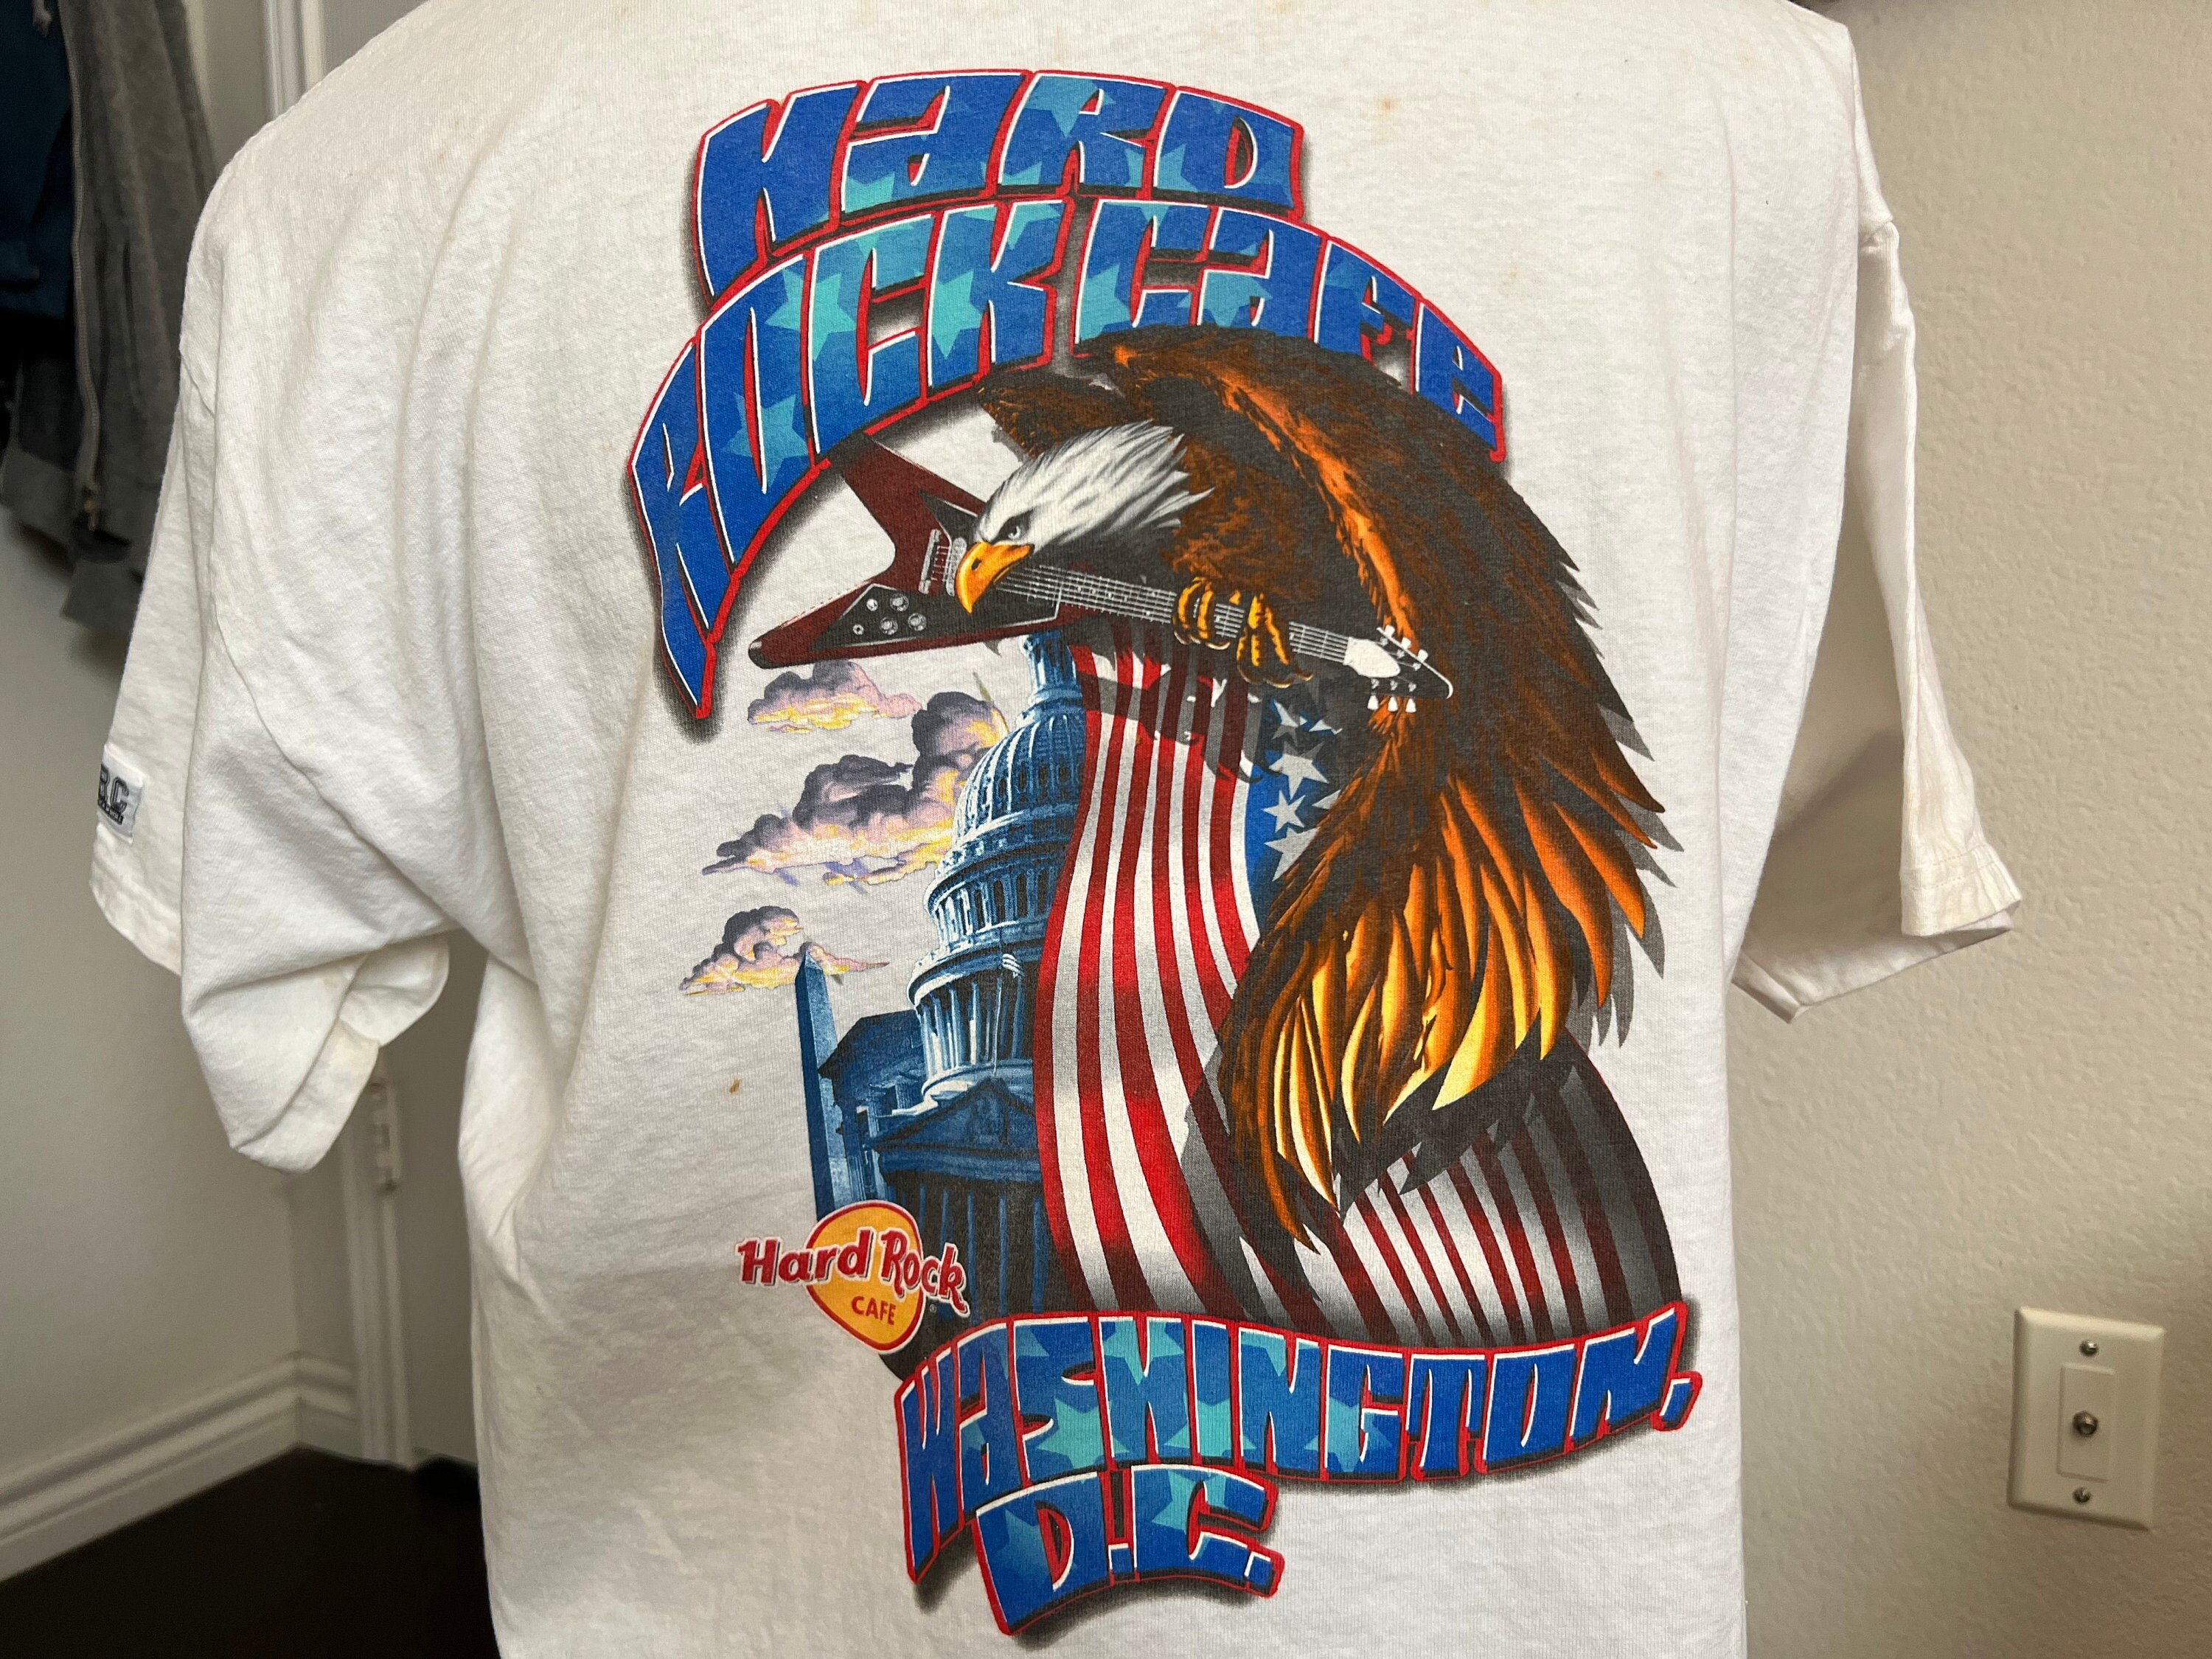 HaRD
ROCK CaFe
Hard Rock
CAFE
WaSHINGTON,
D.C.